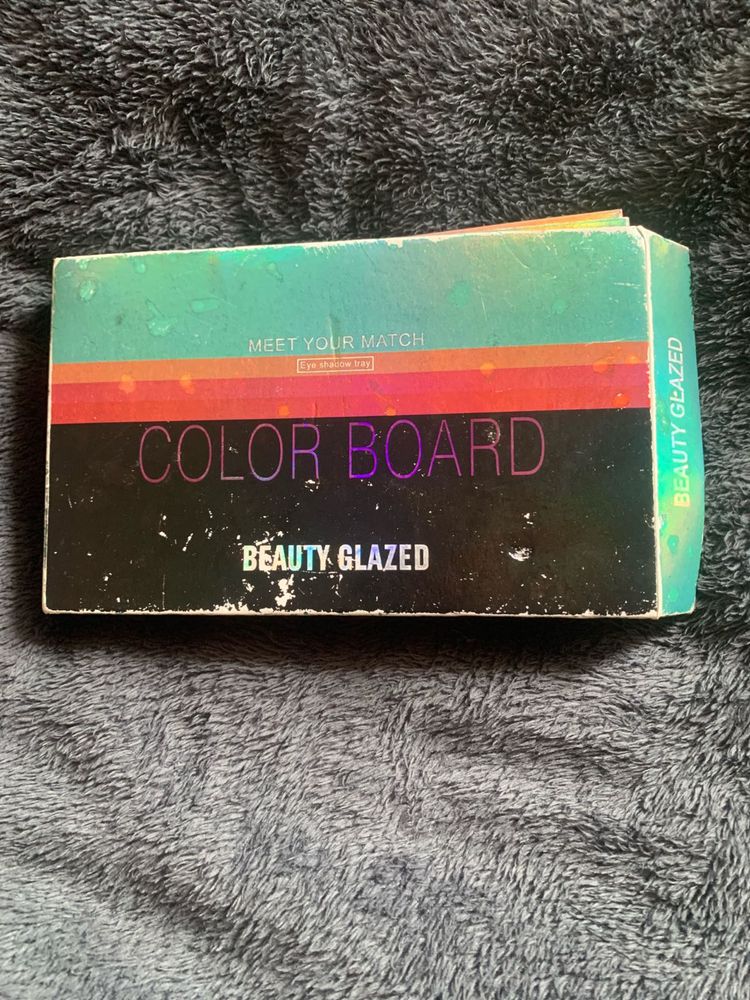 MEET YOUR MATCH
Eye shadow tray
COLOR BOARD
BEAUTY GLAZED
BEAUTY GLAZED